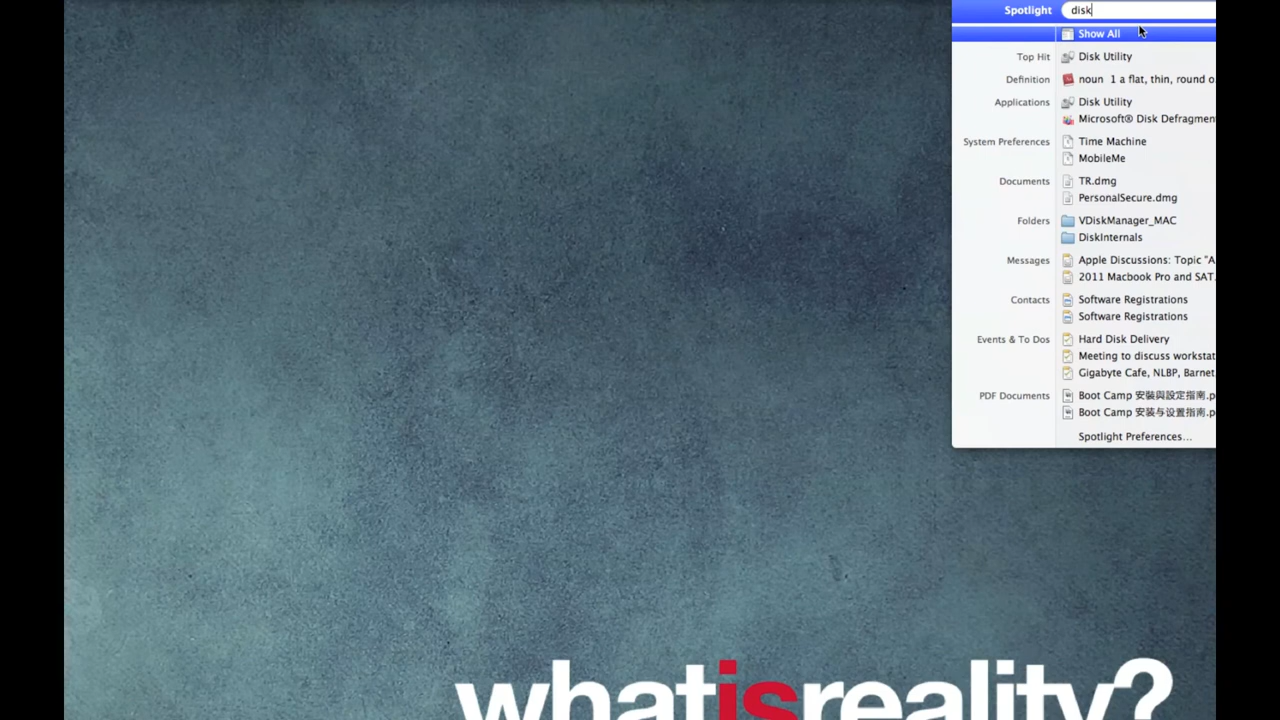 Spotlight disk
Show All
Top Hit Disk Utility
Definition noun 1 a flat, thin, round o
Applications Disk Utility
Microsoft® Disk Defragmen
System Preferences Time Machine
MobileMe
Documents TR.dmg
PersonalSecure.dmg
Folders VDiskManager_MAC
DiskInternals
Messages Apple Discussions: Topic "A
2011 Macbook Pro and SAT
Contacts Software Registrations
Software Registrations
Events & To Dos Hard Disk Delivery
Meeting to discuss workstat
Gigabyte Cafe, NLBP, Barnet
PDF Documents Boot Camp 安裝與設定指南.p
Boot Camp 安装与设置指南.p
Spotlight Preferences...
whatisreality?